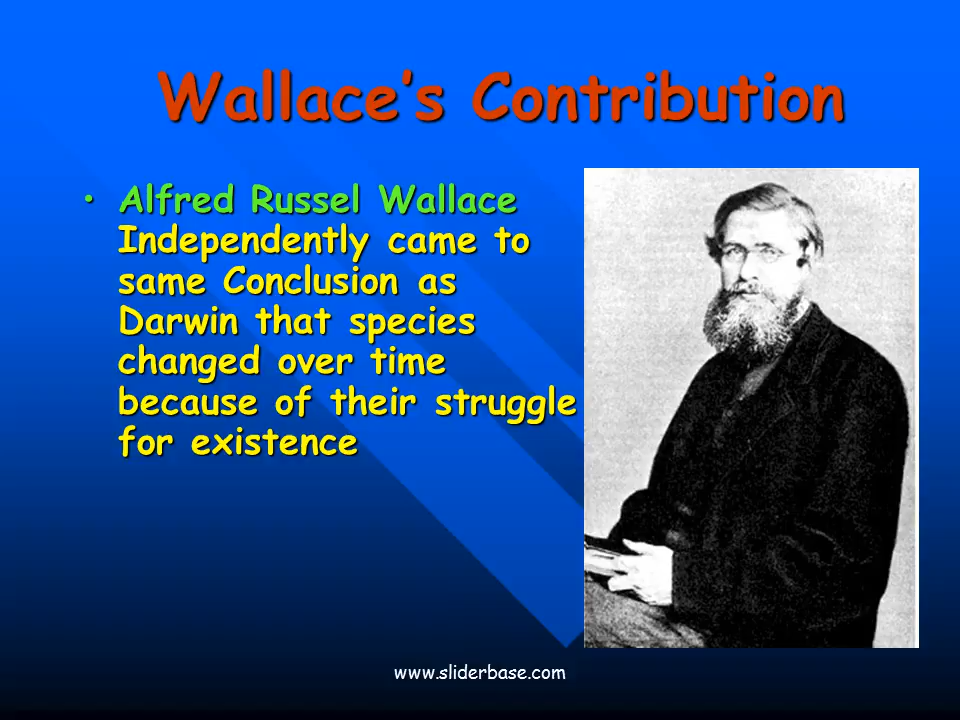 Wallace’s Contribution
• Alfred Russel Wallace
Independently came to
same Conclusion as
Darwin that species
changed over time
because of their struggle
for existence
www.sliderbase.com